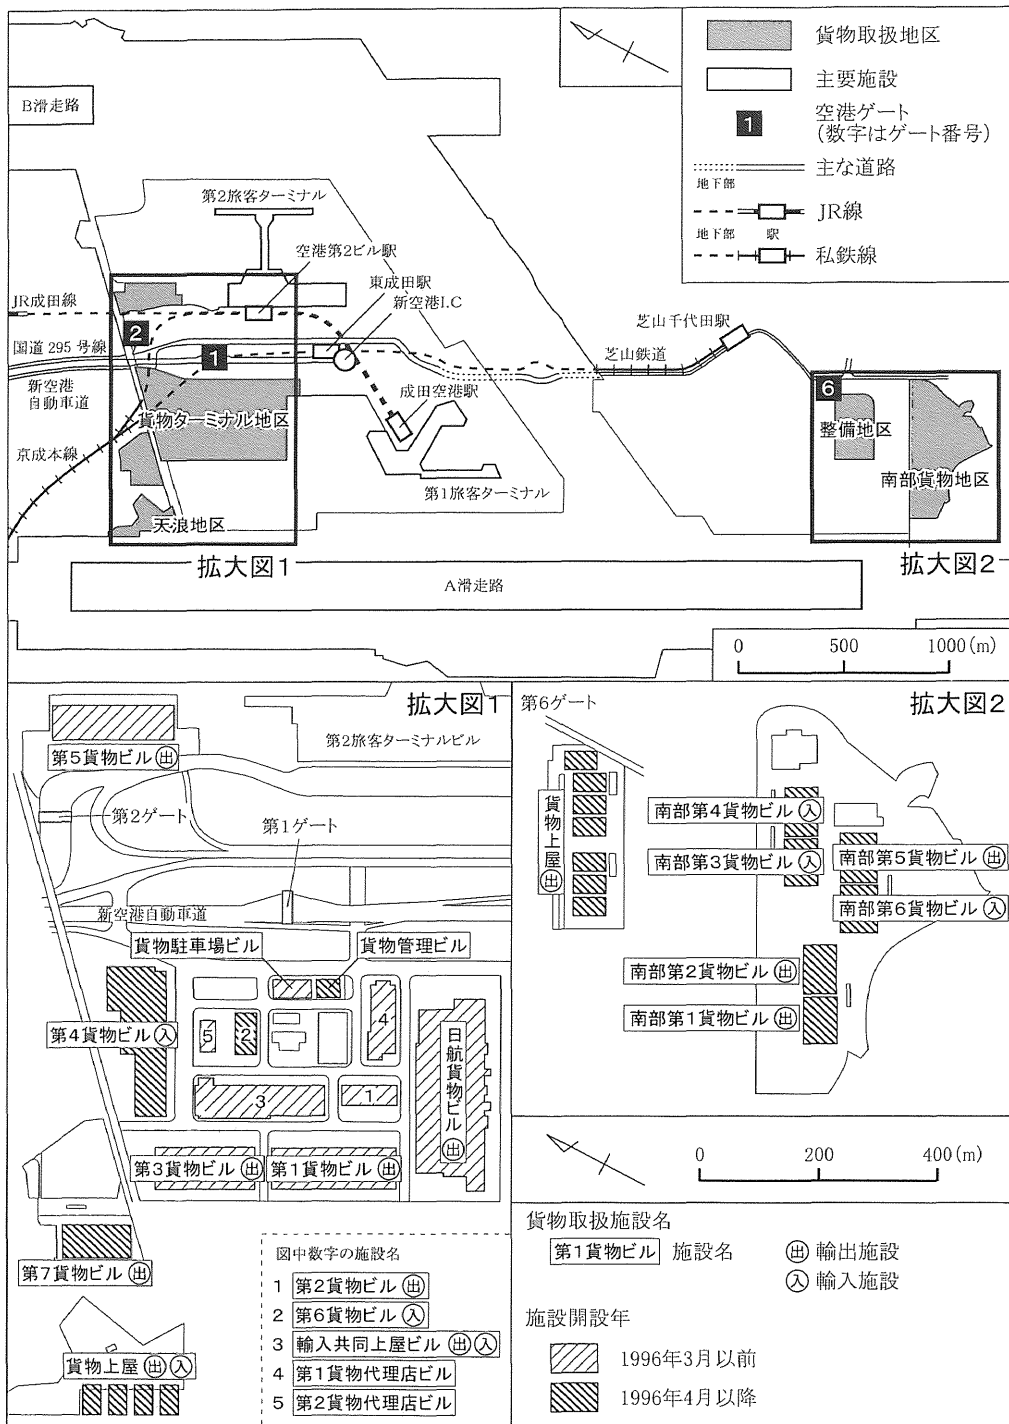 貨物取扱地区
主要施設
1
空港ゲート
(数字はゲート番号)
主な道路
地下部
JR線
地下部
駅
私鉄線
B滑走路
第2旅客ターミナル
空港第2ビル駅
東成田駅
新空港I.C
JR成田線
2
国道295号線
1
新空港
自動車道
貨物ターミナル地区
京成本線
成田空港駅
第1旅客ターミナル
天浪地区
芝山千代田駅
芝山鉄道
6
整備地区
南部貨物地区
拡大図1
拡大図2
A滑走路
0 500 1000(m)
拡大図1
第5貨物ビル 出
第2旅客ターミナルビル
第2ゲート
第1ゲート
新空港自動車道
貨物駐車場ビル
貨物管理ビル
第4貨物ビル 入
5
2
4
日航貨物ビル 出
3
1
第3貨物ビル 出
第1貨物ビル 出
第7貨物ビル 出
貨物上屋 出 入
図中数字の施設名
1 第2貨物ビル 出
2 第6貨物ビル 入
3 輸入共同上屋ビル 出 入
4 第1貨物代理店ビル
5 第2貨物代理店ビル
第6ゲート
拡大図2
貨物上屋 出
南部第4貨物ビル 入
南部第3貨物ビル 入
南部第5貨物ビル 出
南部第6貨物ビル 入
南部第2貨物ビル 出
南部第1貨物ビル 出
0 200 400(m)
貨物取扱施設名
第1貨物ビル 施設名
出 輸出施設
入 輸入施設
施設開設年
1996年3月以前
1996年4月以降